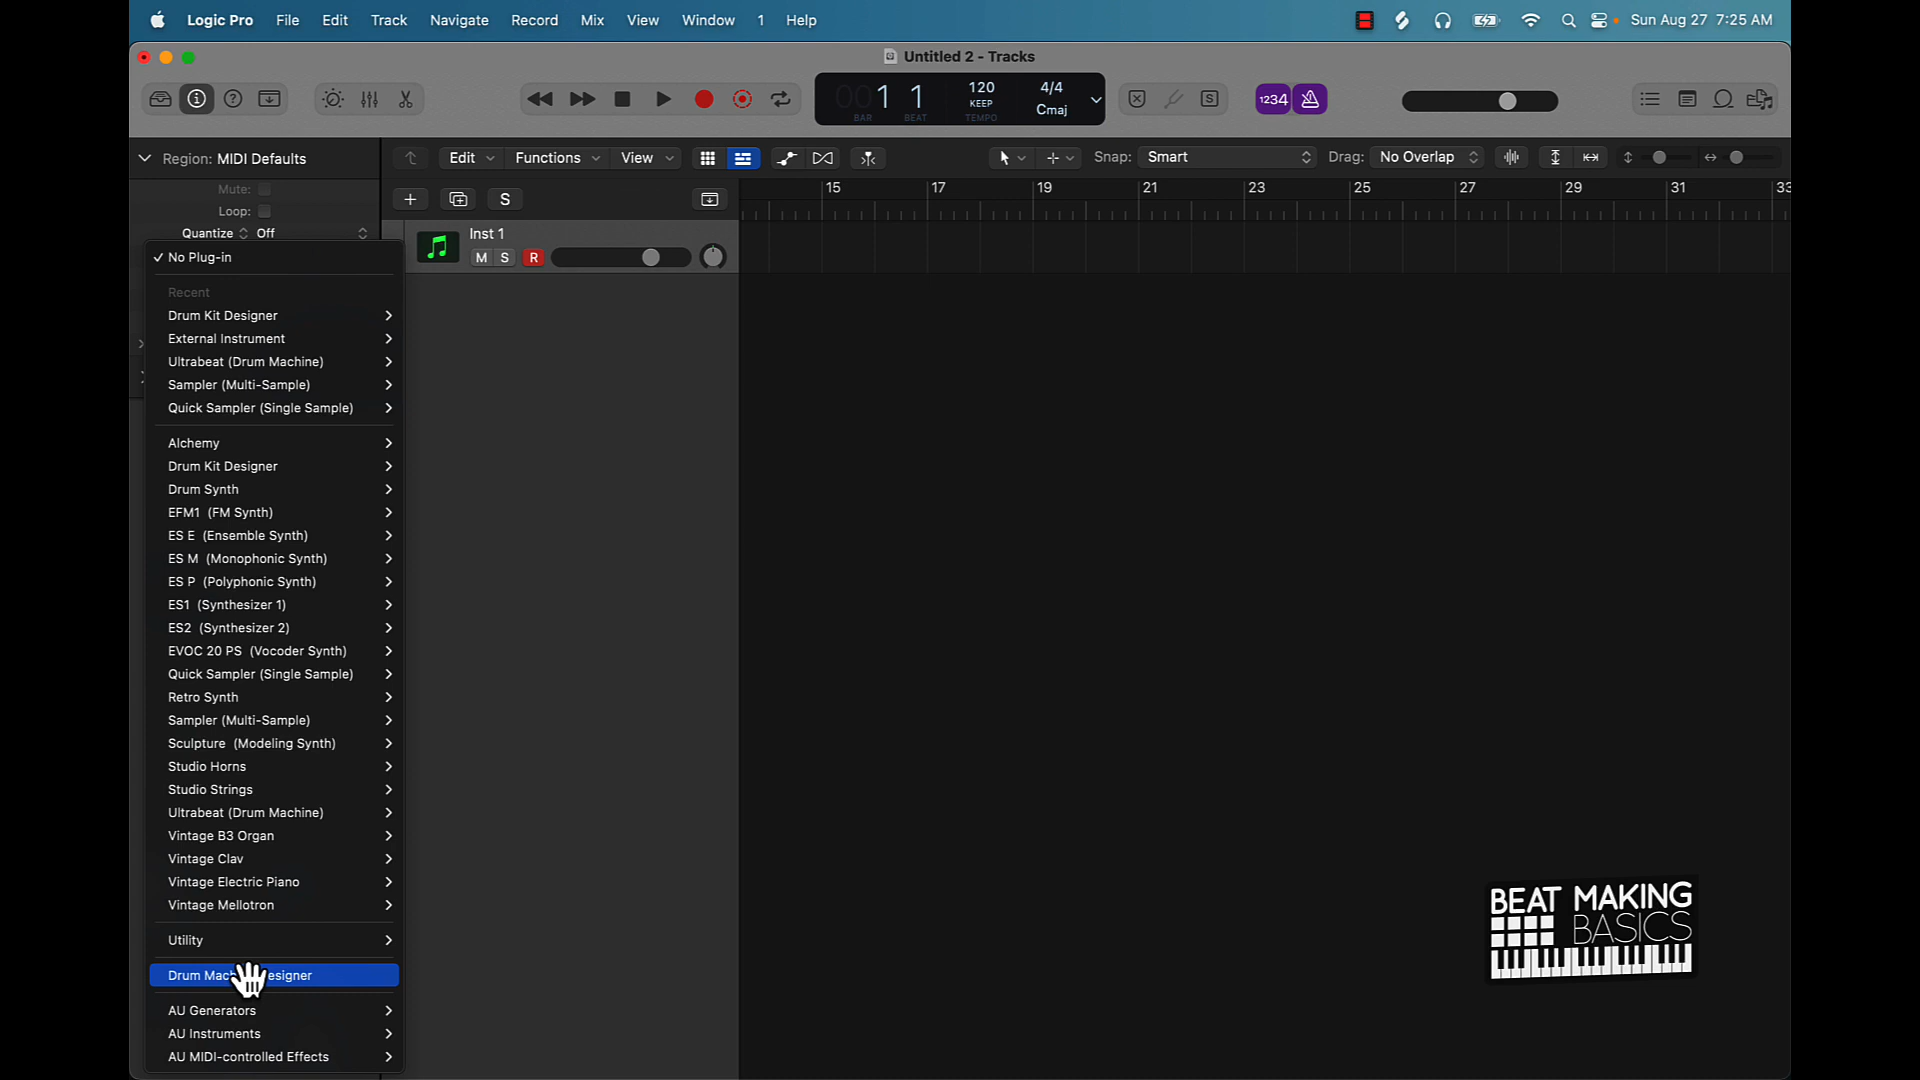 Logic Pro File Edit Track Navigate Record Mix View Window 1 Help Sun Aug 27 7:25 AM
Untitled 2 - Tracks
001 1 120 4/4
KEEP Cmaj
BAR BEAT TEMPO
1234
Region: MIDI Defaults
Edit Functions View Snap: Smart Drag: No Overlap
Mute:
Loop:
Quantize Off
S
15 17 19 21 23 25 27 29 31 33
Inst 1
M S R
No Plug-in
Recent
Drum Kit Designer
External Instrument
Ultrabeat (Drum Machine)
Sampler (Multi-Sample)
Quick Sampler (Single Sample)
Alchemy
Drum Kit Designer
Drum Synth
EFM1 (FM Synth)
ES E (Ensemble Synth)
ES M (Monophonic Synth)
ES P (Polyphonic Synth)
ES1 (Synthesizer 1)
ES2 (Synthesizer 2)
EVOC 20 PS (Vocoder Synth)
Quick Sampler (Single Sample)
Retro Synth
Sampler (Multi-Sample)
Sculpture (Modeling Synth)
Studio Horns
Studio Strings
Ultrabeat (Drum Machine)
Vintage B3 Organ
Vintage Clav
Vintage Electric Piano
Vintage Mellotron
Utility
Drum Machine Designer
AU Generators
AU Instruments
AU MIDI-controlled Effects
BEAT MAKING
BASICS